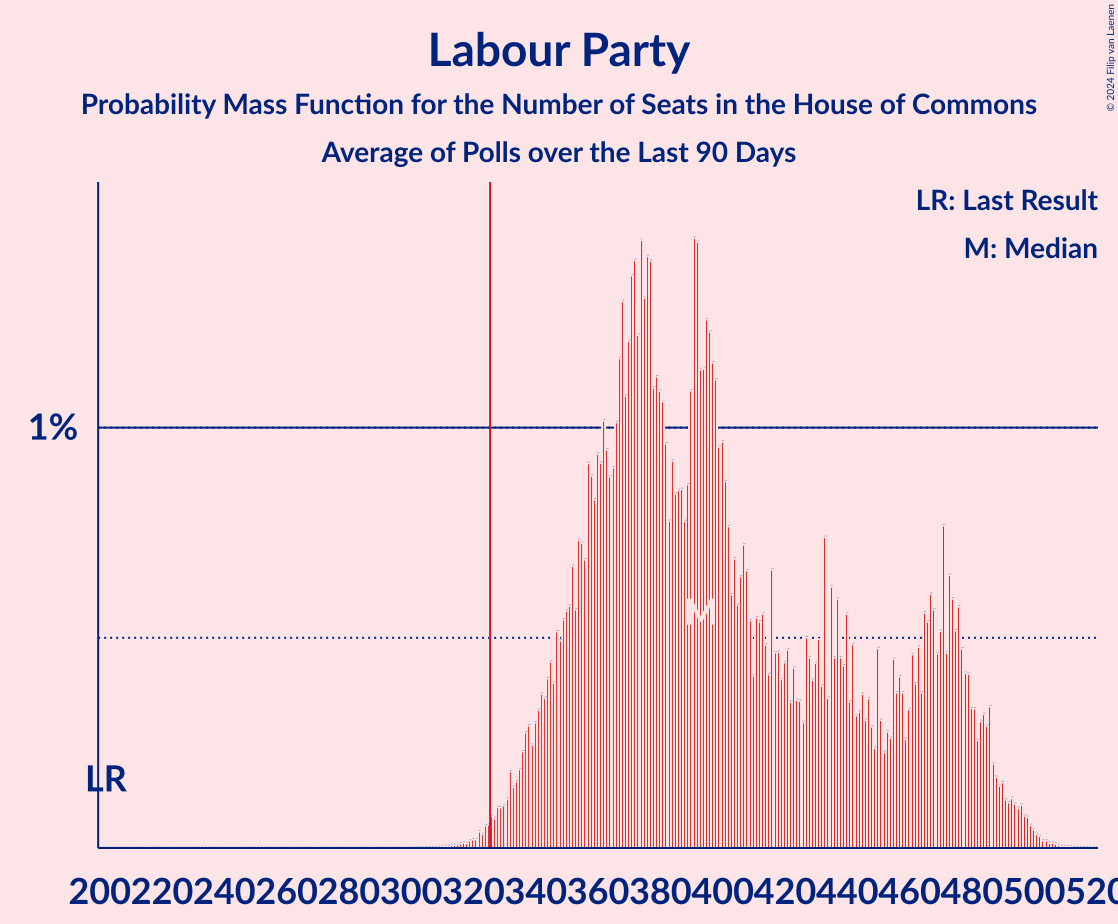 Labour Party
Probability Mass Function for the Number of Seats in the House of Commons
Average of Polls over the Last 90 Days
© 2024 Filip van Laenen
LR: Last Result
M: Median
1%
M
LR
200220240260280300320340360380400420440460480500520